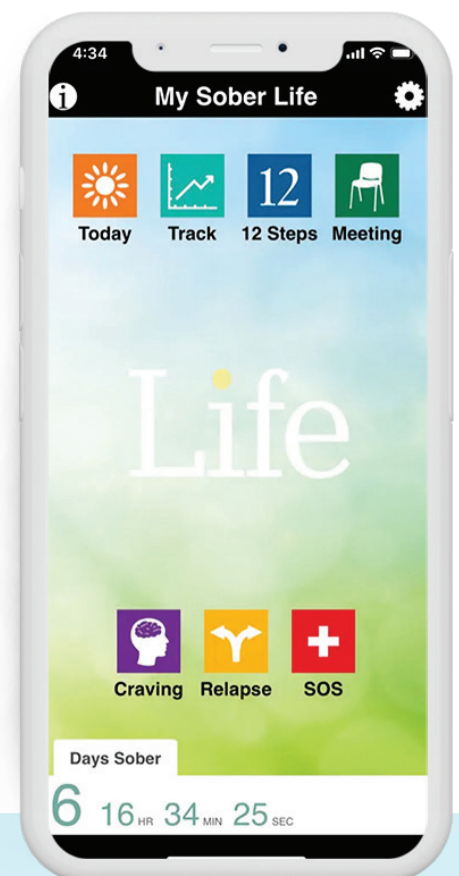 4:34
My Sober Life
12
Today Track 12 Steps Meeting
Life
Craving Relapse SOS
Days Sober
6 16 HR 34 MIN 25 SEC